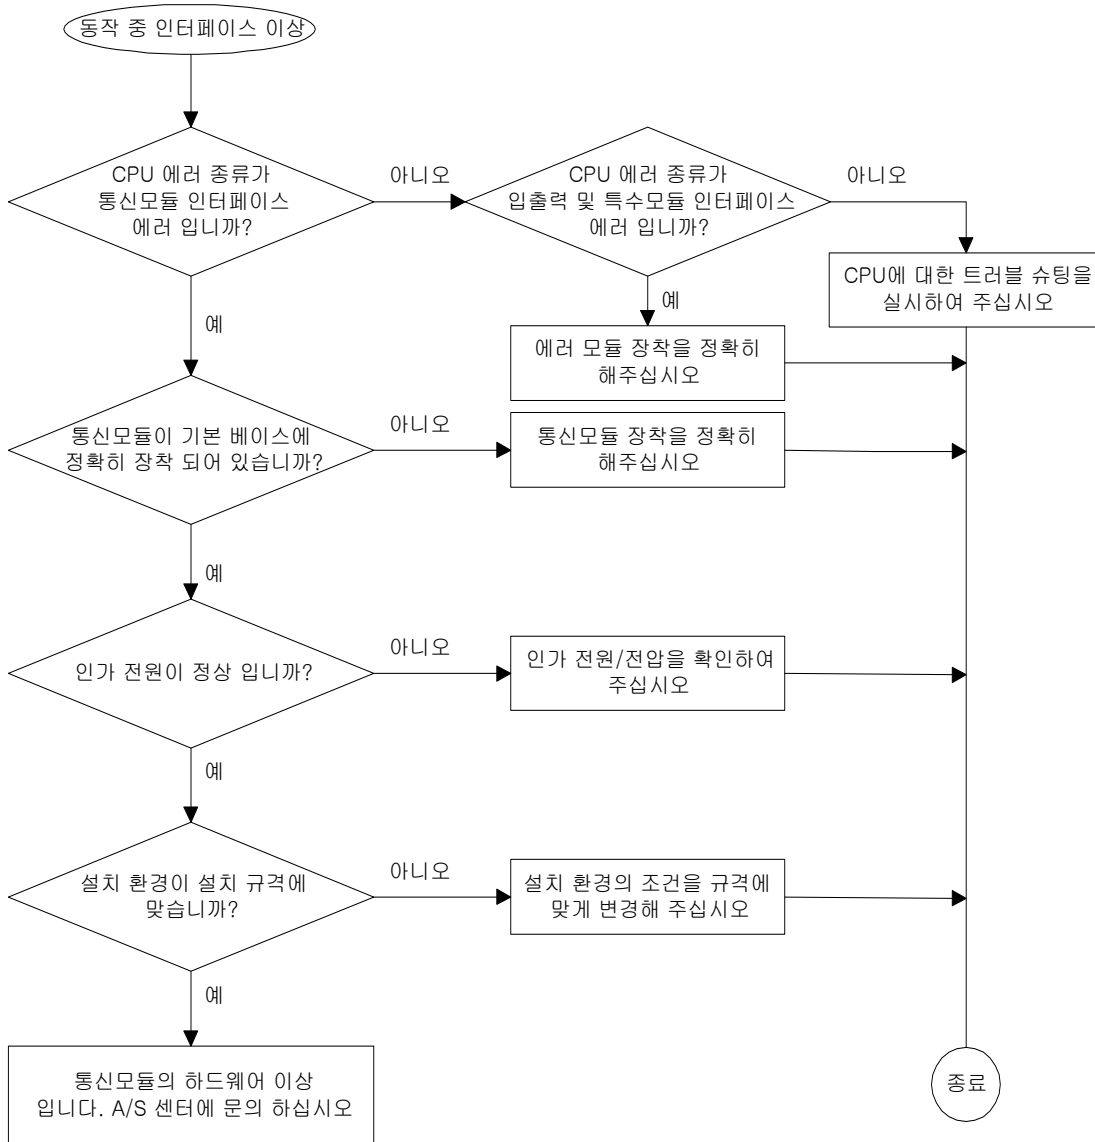 동작 중 인터페이스 이상
CPU 에러 종류가
통신모듈 인터페이스
에러 입니까?
아니오
CPU 에러 종류가
입출력 및 특수모듈 인터페이스
에러 입니까?
아니오
CPU에 대한 트러블 슈팅을
실시하여 주십시오
예
예
에러 모듈 장착을 정확히
해주십시오
통신모듈이 기본 베이스에
정확히 장착 되어 있습니까?
아니오
통신모듈 장착을 정확히
해주십시오
예
인가 전원이 정상 입니까?
아니오
인가 전원/전압을 확인하여
주십시오
예
설치 환경이 설치 규격에
맞습니까?
아니오
설치 환경의 조건을 규격에
맞게 변경해 주십시오
예
통신모듈의 하드웨어 이상
입니다. A/S 센터에 문의 하십시오
종료